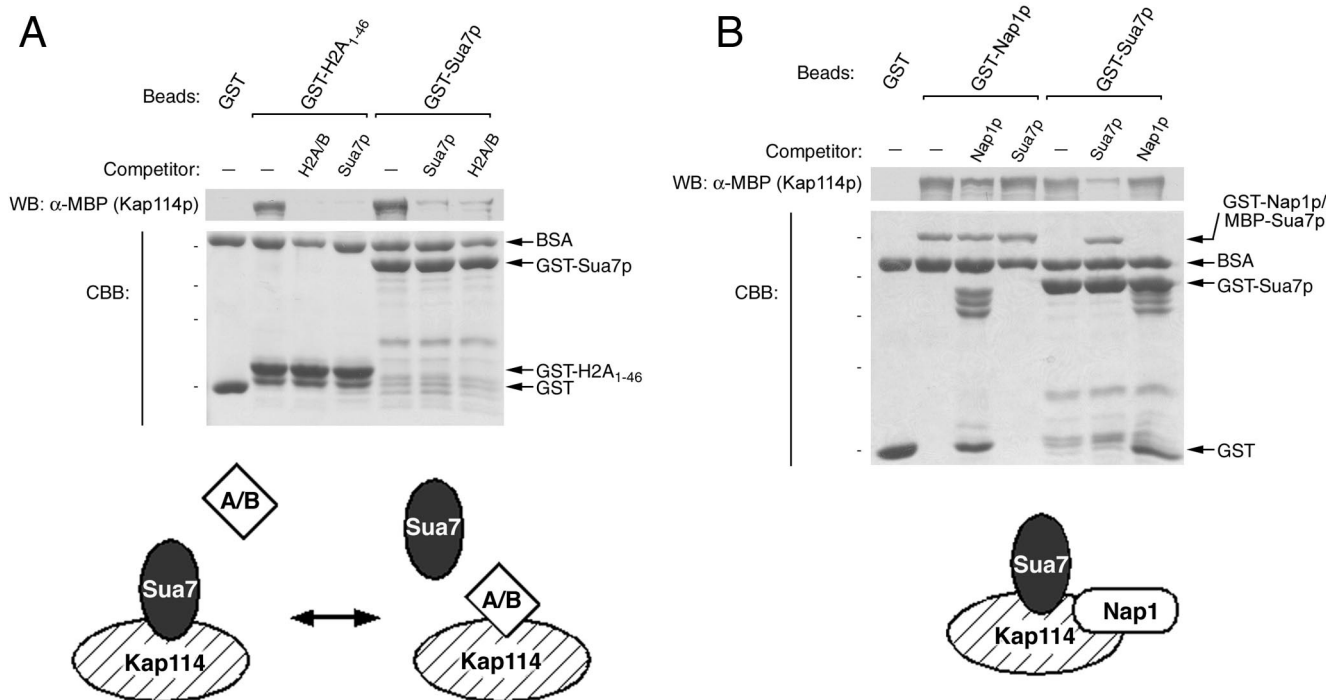 A
Beads: GST GST-H2A1-46 GST-Sua7p
Competitor: – – H2A/B Sua7p – Sua7p H2A/B
WB: α-MBP (Kap114p)
CBB:
BSA
GST-Sua7p
GST-H2A1-46
GST
A/B
Sua7
Kap114
Sua7
A/B
Kap114
B
Beads: GST GST-Nap1p GST-Sua7p
Competitor: – – Nap1p Sua7p – Sua7p Nap1p
WB: α-MBP (Kap114p)
CBB:
GST-Nap1p/
MBP-Sua7p
BSA
GST-Sua7p
GST
Sua7
Nap1
Kap114